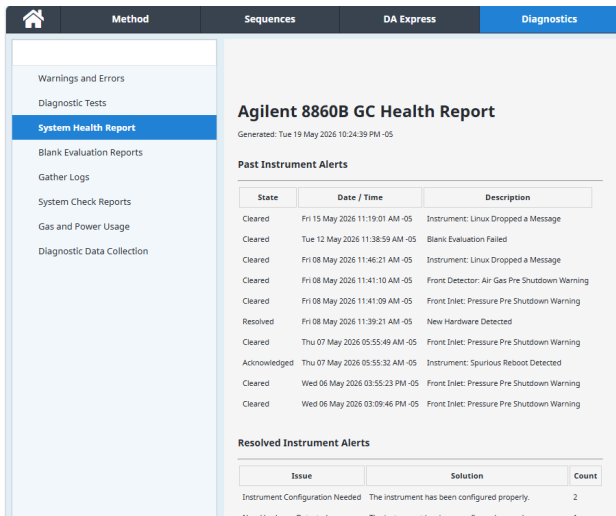 Method Sequences DA Express Diagnostics
Warnings and Errors
Diagnostic Tests
System Health Report
Blank Evaluation Reports
Gather Logs
System Check Reports
Gas and Power Usage
Diagnostic Data Collection
Agilent 8860B GC Health Report
Generated: Tue 19 May 2026 10:24:39 PM -05
Past Instrument Alerts
State Date / Time Description
Cleared Fri 15 May 2026 11:19:01 AM -05 Instrument: Linux Dropped a Message
Cleared Tue 12 May 2026 11:38:59 AM -05 Blank Evaluation Failed
Cleared Fri 08 May 2026 11:46:21 AM -05 Instrument: Linux Dropped a Message
Cleared Fri 08 May 2026 11:41:10 AM -05 Front Detector: Air Gas Pre Shutdown Warning
Cleared Fri 08 May 2026 11:41:09 AM -05 Front Inlet: Pressure Pre Shutdown Warning
Resolved Fri 08 May 2026 11:39:21 AM -05 New Hardware Detected
Cleared Thu 07 May 2026 05:55:49 AM -05 Front Inlet: Pressure Pre Shutdown Warning
Acknowledged Thu 07 May 2026 05:55:32 AM -05 Instrument: Spurious Reboot Detected
Cleared Wed 06 May 2026 03:55:23 PM -05 Front Inlet: Pressure Pre Shutdown Warning
Cleared Wed 06 May 2026 03:09:46 PM -05 Front Inlet: Pressure Pre Shutdown Warning
Resolved Instrument Alerts
Issue Solution Count
Instrument Configuration Needed The instrument has been configured properly. 2